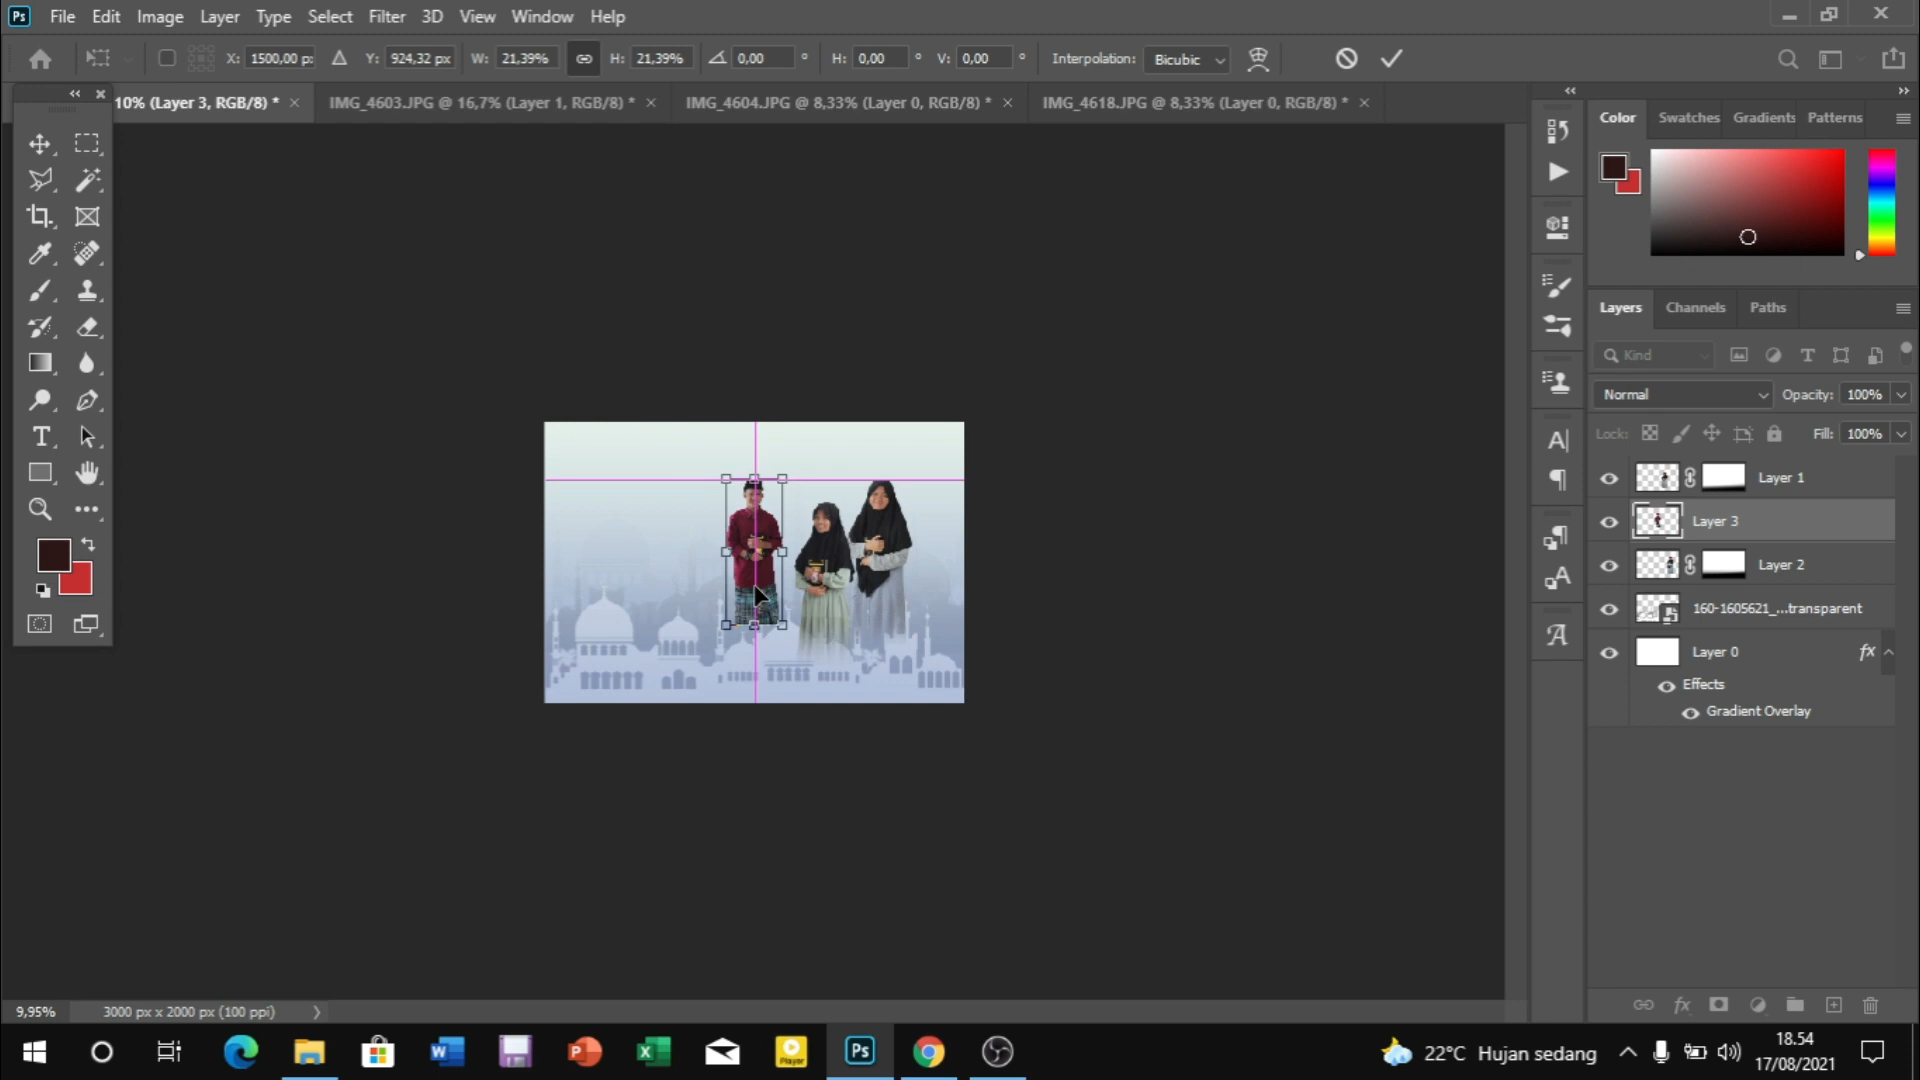 Ps File Edit Image Layer Type Select Filter 3D View Window Help
X: 1500,00 p Y: 924,32 px W: 21,39% H: 21,39% 0,00 ° H: 0,00 ° V: 0,00 ° Interpolation: Bicubic
10% (Layer 3, RGB/8) * × IMG_4603.JPG @ 16,7% (Layer 1, RGB/8) * × IMG_4604.JPG @ 8,33% (Layer 0, RGB/8) * × IMG_4618.JPG @ 8,33% (Layer 0, RGB/8) * ×
Color Swatches Gradients Patterns
Layers Channels Paths
Kind
Normal Opacity: 100%
Lock: Fill: 100%
Layer 1
Layer 3
Layer 2
160-1605621_...transparent
Layer 0 fx
Effects
Gradient Overlay
9,95% 3000 px x 2000 px (100 ppi)
Player Ps
22°C Hujan sedang
18.54
17/08/2021